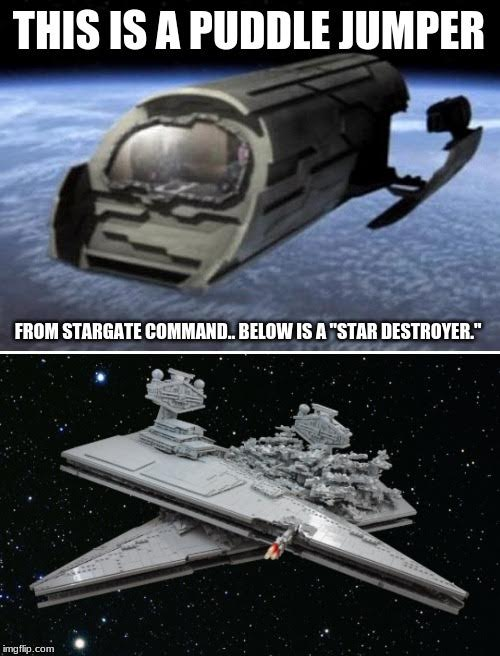 THIS IS A PUDDLE JUMPER
FROM STARGATE COMMAND.. BELOW IS A "STAR DESTROYER."
imgflip.com